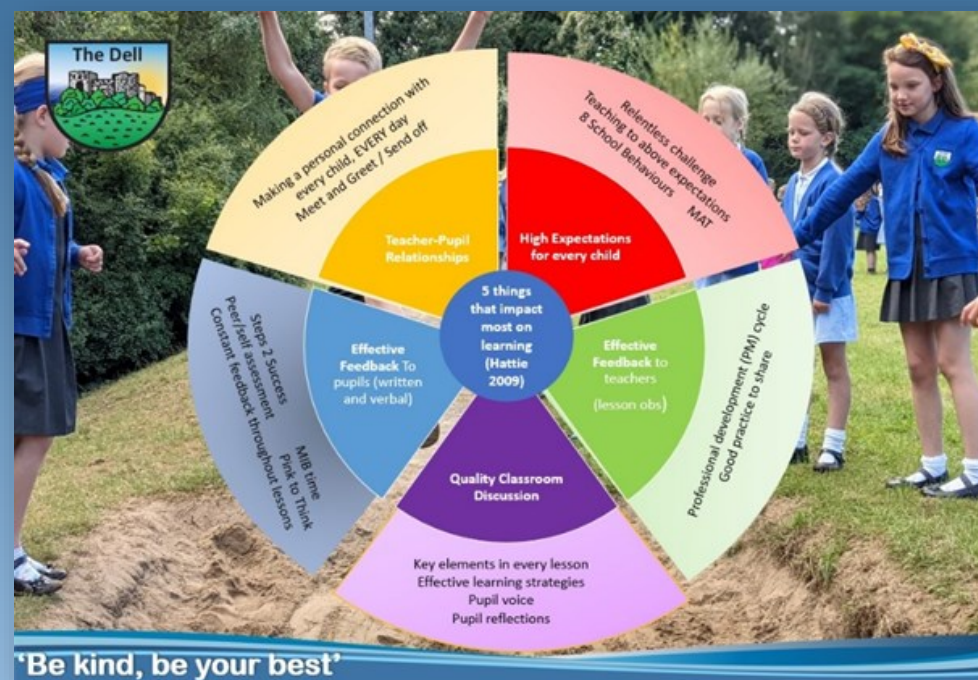 The Dell
5 things
that impact
most on
learning
(Hattie
2009)
Making a personal connection with
every child, EVERY day
Meet and Greet / Send off
Teacher-Pupil
Relationships
Relentless challenge
Teaching to above expectations
8 School Behaviours MAT
High Expectations
for every child
Effective
Feedback to
teachers
(lesson obs)
Professional development (PM) cycle
Good practice to share
Quality Classroom
Discussion
Key elements in every lesson
Effective learning strategies
Pupil voice
Pupil reflections
Effective
Feedback To
pupils (written
and verbal)
Steps 2 Success MIB time
Peer/self assessment Pink to Think
Constant feedback throughout lessons
‘Be kind, be your best’